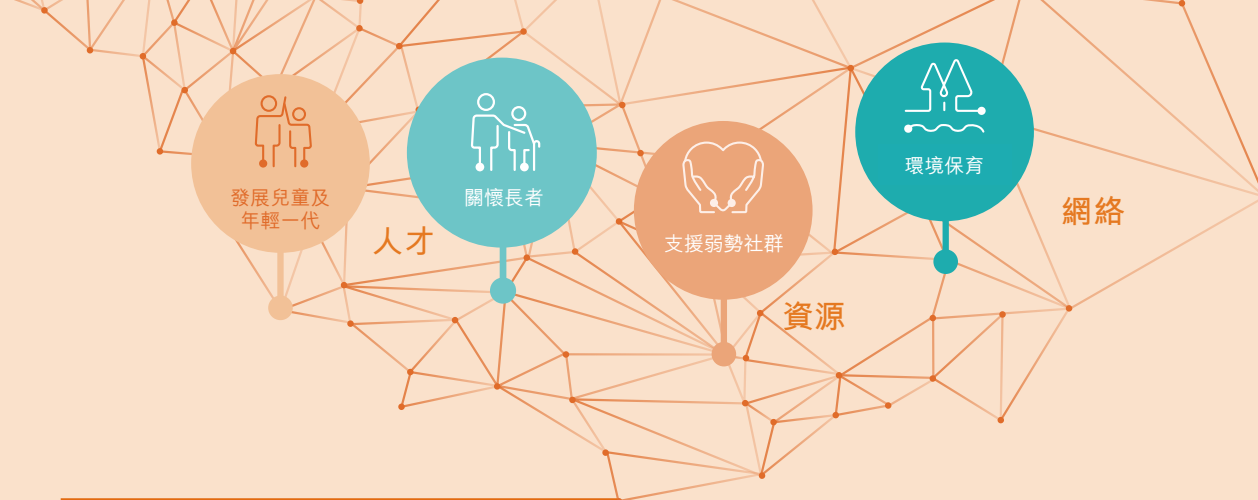 發展兒童及
年輕一代
關懷長者
支援弱勢社群
環境保育
人才
資源
網絡